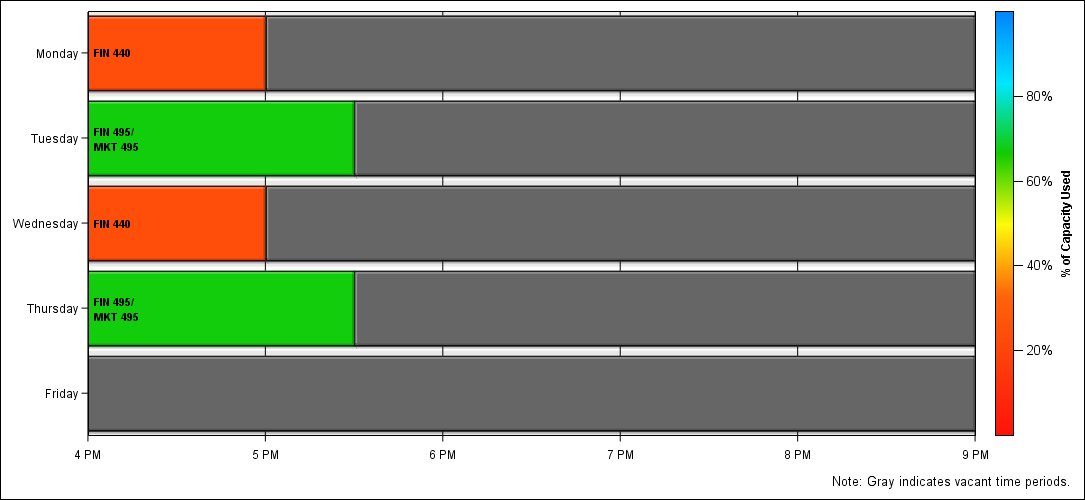 Monday
FIN 440
Tuesday
FIN 495/
MKT 495
Wednesday
FIN 440
Thursday
FIN 495/
MKT 495
Friday
4 PM 5 PM 6 PM 7 PM 8 PM 9 PM
80%
60%
40%
20%
% of Capacity Used
Note: Gray indicates vacant time periods.